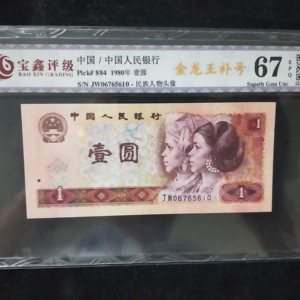 宝鑫评级
BAO XIN GRADING
中国 / 中国人民银行
Pick# 884 1980年 壹圆
S/N JW06765610 - 民族人物头像
金龙王补号
67
EPQ
Superb Gem Unc
中国人民银行
1
壹圆
1
JW06765610